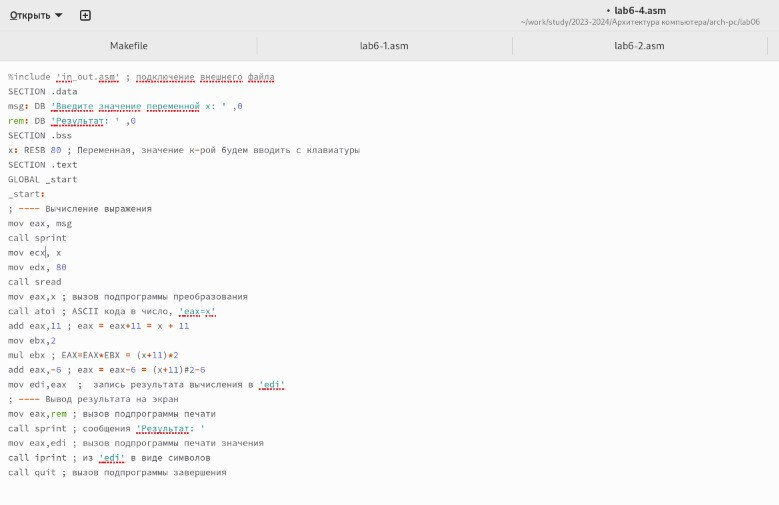 Открыть
• lab6-4.asm
~/work/study/2023-2024/Архитектура компьютера/arch-pc/lab06
Makefile
lab6-1.asm
lab6-2.asm
%include 'in_out.asm' ; подключение внешнего файла
SECTION .data
msg: DB 'Введите значение переменной x: ' ,0
rem: DB 'Результат: ' ,0
SECTION .bss
x: RESB 80 ; Переменная, значение к-рой будем вводить с клавиатуры
SECTION .text
GLOBAL _start
_start:
; ---- Вычисление выражения
mov eax, msg
call sprint
mov ecx, x
mov edx, 80
call sread
mov eax,x ; вызов подпрограммы преобразования
call atoi ; ASCII кода в число, 'eax=x'
add eax,11 ; eax = eax+11 = x + 11
mov ebx,2
mul ebx ; EAX=EAX*EBX = (x+11)*2
add eax,-6 ; eax = eax-6 = (x+11)#2-6
mov edi,eax ; запись результата вычисления в 'edi'
; ---- Вывод результата на экран
mov eax,rem ; вызов подпрограммы печати
call sprint ; сообщения 'Результат: '
mov eax,edi ; вызов подпрограммы печати значения
call iprint ; из 'edi' в виде символов
call quit ; вызов подпрограммы завершения